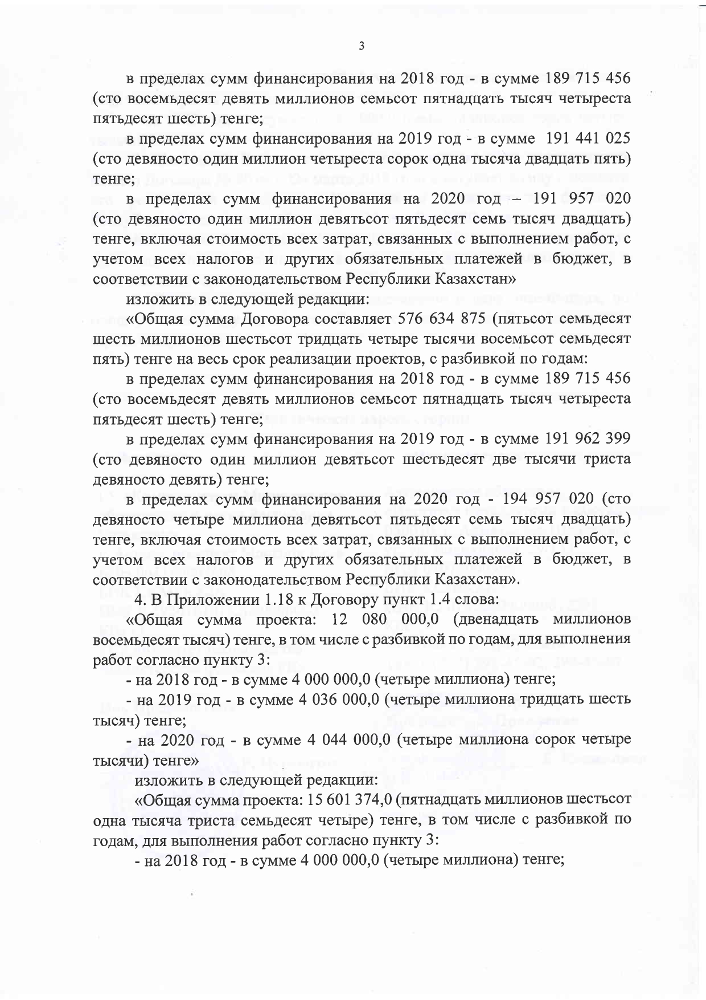 3
в пределах сумм финансирования на 2018 год - в сумме 189 715 456
(сто восемьдесят девять миллионов семьсот пятнадцать тысяч четыреста
пятьдесят шесть) тенге;
в пределах сумм финансирования на 2019 год - в сумме 191 441 025
(сто девяносто один миллион четыреста сорок одна тысяча двадцать пять)
тенге;
в пределах сумм финансирования на 2020 год – 191 957 020
(сто девяносто один миллион девятьсот пятьдесят семь тысяч двадцать)
тенге, включая стоимость всех затрат, связанных с выполнением работ, с
учетом всех налогов и других обязательных платежей в бюджет, в
соответствии с законодательством Республики Казахстан»
изложить в следующей редакции:
«Общая сумма Договора составляет 576 634 875 (пятьсот семьдесят
шесть миллионов шестьсот тридцать четыре тысячи восемьсот семьдесят
пять) тенге на весь срок реализации проектов, с разбивкой по годам:
в пределах сумм финансирования на 2018 год - в сумме 189 715 456
(сто восемьдесят девять миллионов семьсот пятнадцать тысяч четыреста
пятьдесят шесть) тенге;
в пределах сумм финансирования на 2019 год - в сумме 191 962 399
(сто девяносто один миллион девятьсот шестьдесят две тысячи триста
девяносто девять) тенге;
в пределах сумм финансирования на 2020 год - 194 957 020 (сто
девяносто четыре миллиона девятьсот пятьдесят семь тысяч двадцать)
тенге, включая стоимость всех затрат, связанных с выполнением работ, с
учетом всех налогов и других обязательных платежей в бюджет, в
соответствии с законодательством Республики Казахстан».
4. В Приложении 1.18 к Договору пункт 1.4 слова:
«Общая сумма проекта: 12 080 000,0 (двенадцать миллионов
восемьдесят тысяч) тенге, в том числе с разбивкой по годам, для выполнения
работ согласно пункту 3:
- на 2018 год - в сумме 4 000 000,0 (четыре миллиона) тенге;
- на 2019 год - в сумме 4 036 000,0 (четыре миллиона тридцать шесть
тысяч) тенге;
- на 2020 год - в сумме 4 044 000,0 (четыре миллиона сорок четыре
тысячи) тенге»
изложить в следующей редакции:
«Общая сумма проекта: 15 601 374,0 (пятнадцать миллионов шестьсот
одна тысяча триста семьдесят четыре) тенге, в том числе с разбивкой по
годам, для выполнения работ согласно пункту 3:
- на 2018 год - в сумме 4 000 000,0 (четыре миллиона) тенге;